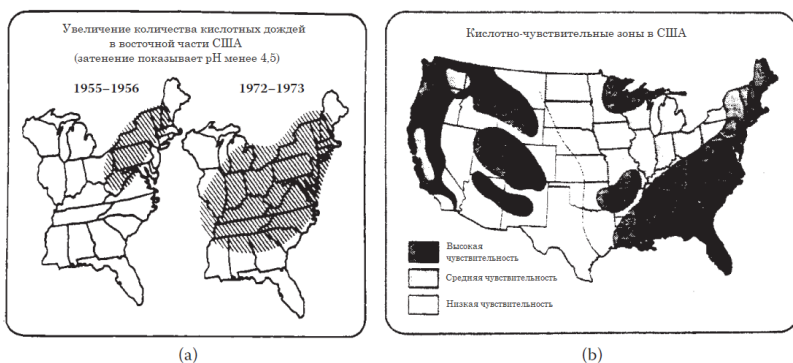 Увеличение количества кислотных дождей
в восточной части США
(затенение показывает pH менее 4,5)
1955–1956
1972–1973
(a)
Кислотно-чувствительные зоны в США
Высокая
чувствительность
Средняя чувствительность
Низкая чувствительность
(b)